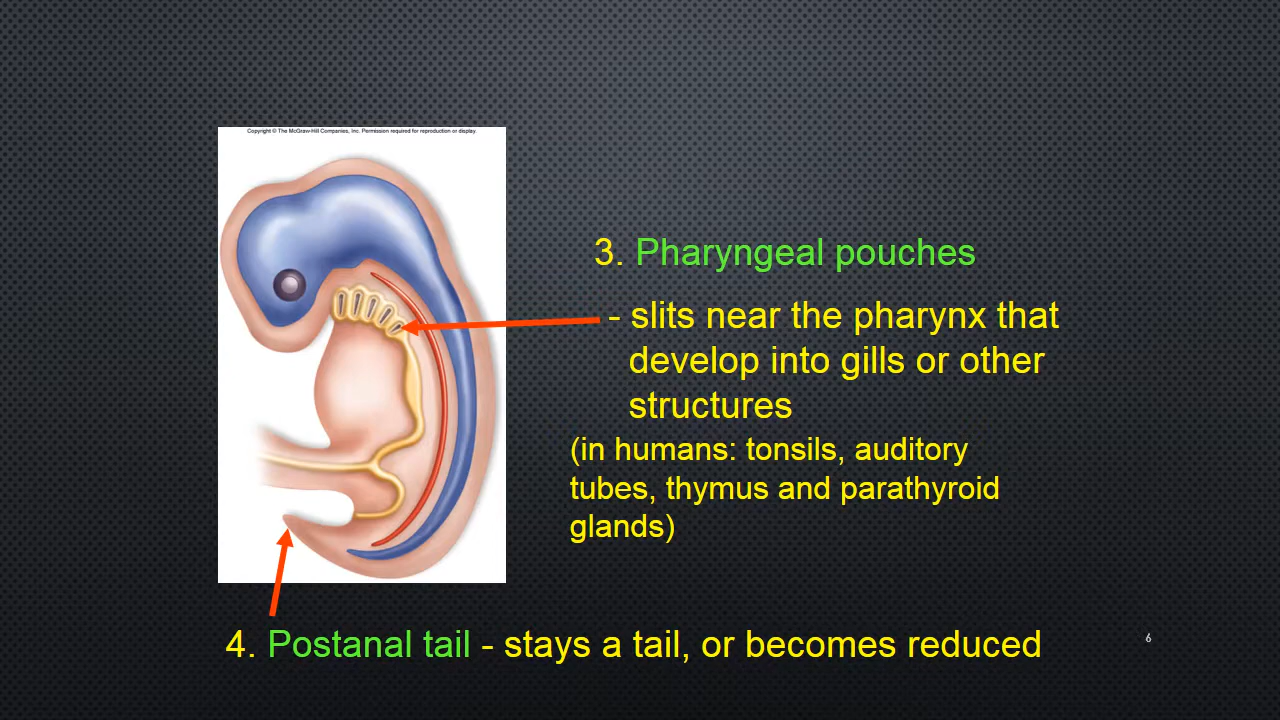 Copyright © The McGraw-Hill Companies, Inc. Permission required for reproduction or display.
3. Pharyngeal pouches
- slits near the pharynx that
develop into gills or other
structures
(in humans: tonsils, auditory
tubes, thymus and parathyroid
glands)
4. Postanal tail - stays a tail, or becomes reduced
6